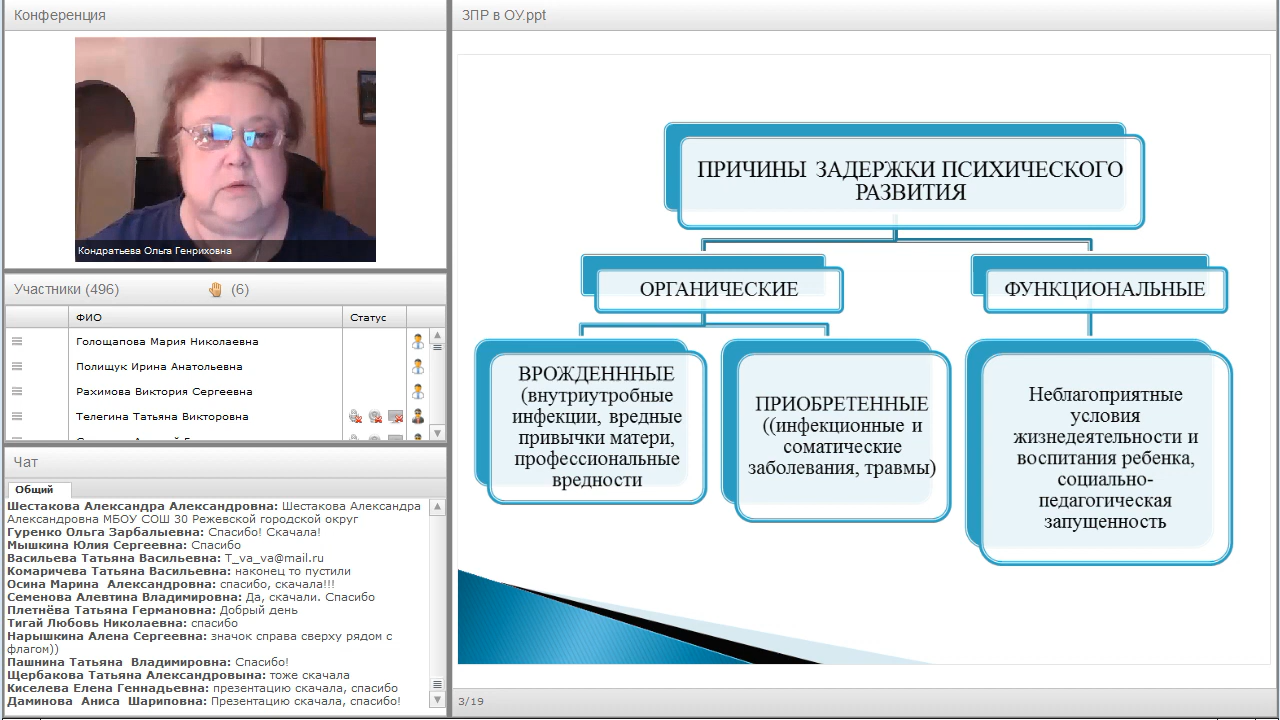 Конференция
Кондратьева Ольга Генриховна
Участники (496)
(6)
ФИО
Статус
Голощапова Мария Николаевна
Полищук Ирина Анатольевна
Рахимова Виктория Сергеевна
Телегина Татьяна Викторовна
Чат
Общий
Шестакова Александра Александровна: Шестакова Александра
Александровна МБОУ СОШ 30 Режевской городской округ
Гуренко Ольга Зарбалыевна: Спасибо! Скачала!
Мышкина Юлия Сергеевна: Спасибо
Васильева Татьяна Васильевна: T_va_va@mail.ru
Комаричева Татьяна Васильевна: наконец то пустили
Осина Марина Александровна: спасибо, скачала!!!
Семенова Алевтина Владимировна: Да, скачали. Спасибо
Плетнёва Татьяна Германовна: Добрый день
Тигай Любовь Николаевна: спасибо
Нарышкина Алена Сергеевна: значок справа сверху рядом с
флагом))
Пашнина Татьяна Владимировна: Спасибо!
Щербакова Татьяна Александровына: тоже скачала
Киселева Елена Геннадьевна: презентацию скачала, спасибо
Даминова Аниса Шариповна: Презентацию скачала, спасибо!
ЗПР в ОУ.ppt
ПРИЧИНЫ ЗАДЕРЖКИ ПСИХИЧЕСКОГО
РАЗВИТИЯ
ОРГАНИЧЕСКИЕ
ФУНКЦИОНАЛЬНЫЕ
ВРОЖДЕНННЫЕ
(внутриутробные
инфекции, вредные
привычки матери,
профессиональные
вредности
ПРИОБРЕТЕННЫЕ
((инфекционные и
соматические
заболевания, травмы)
Неблагоприятные
условия
жизнедеятельности и
воспитания ребенка,
социально-
педагогическая
запущенность
3/19